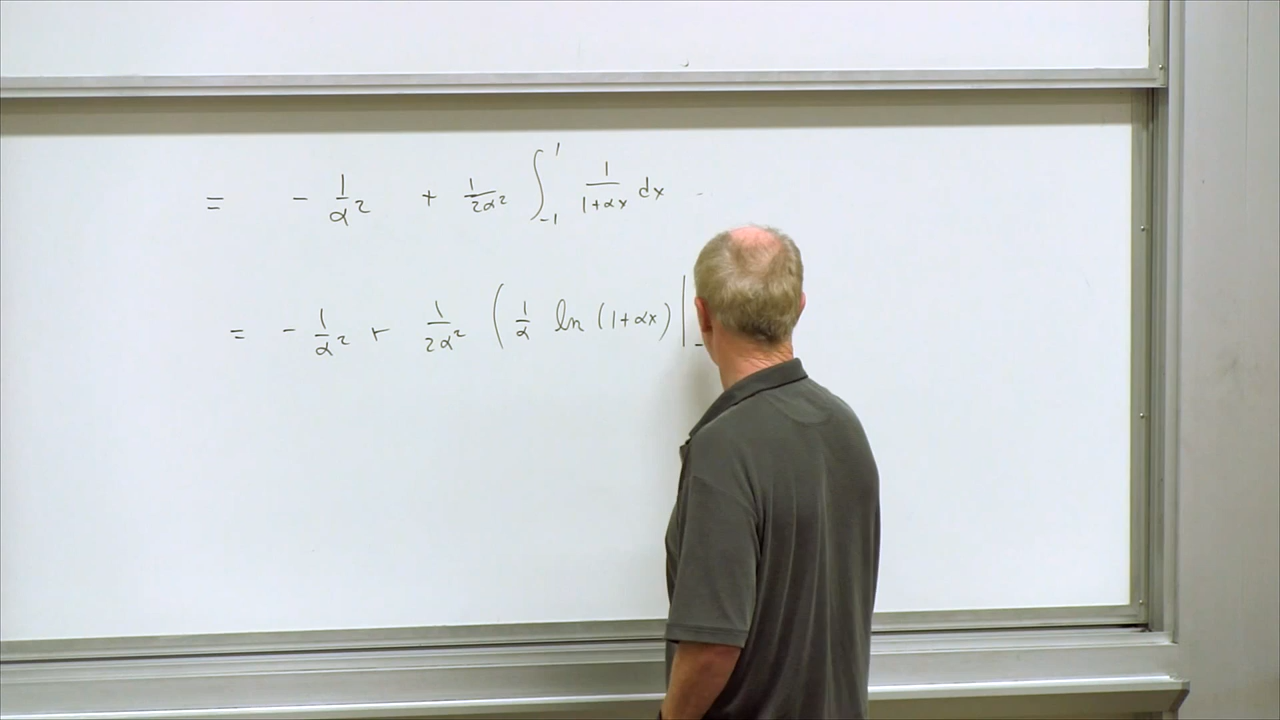 = - 1/α² + 1/2α² ∫₋₁¹ 1/1+αx dx
= - 1/α² + 1/2α² ( 1/α ln (1+αx) |₋